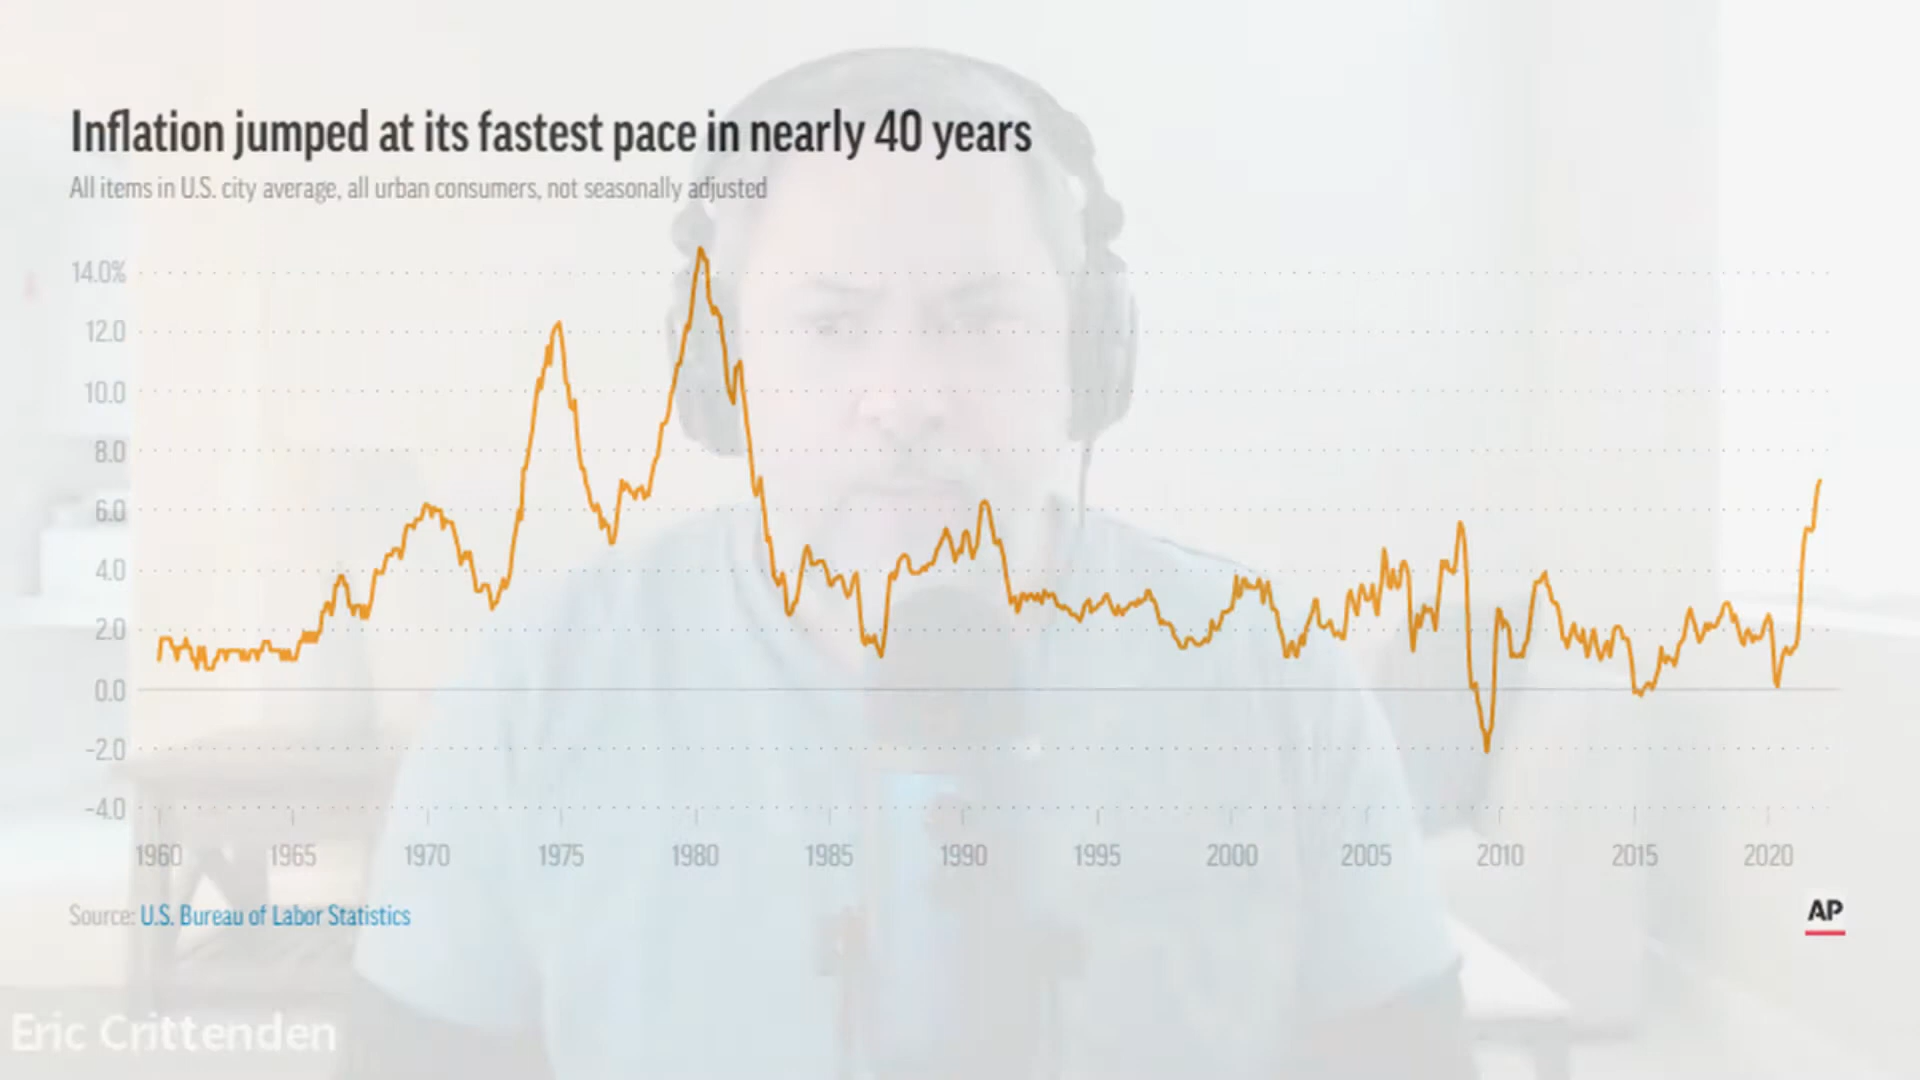 Inflation jumped at its fastest pace in nearly 40 years
All items in U.S. city average, all urban consumers, not seasonally adjusted
14.0%
12.0
10.0
8.0
6.0
4.0
2.0
0.0
−2.0
−4.0
1960 1965 1970 1975 1980 1985 1990 1995 2000 2005 2010 2015 2020
Source: U.S. Bureau of Labor Statistics
AP
Eric Crittenden